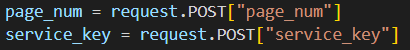 page_num = request.POST["page_num"]
service_key = request.POST["service_key"]